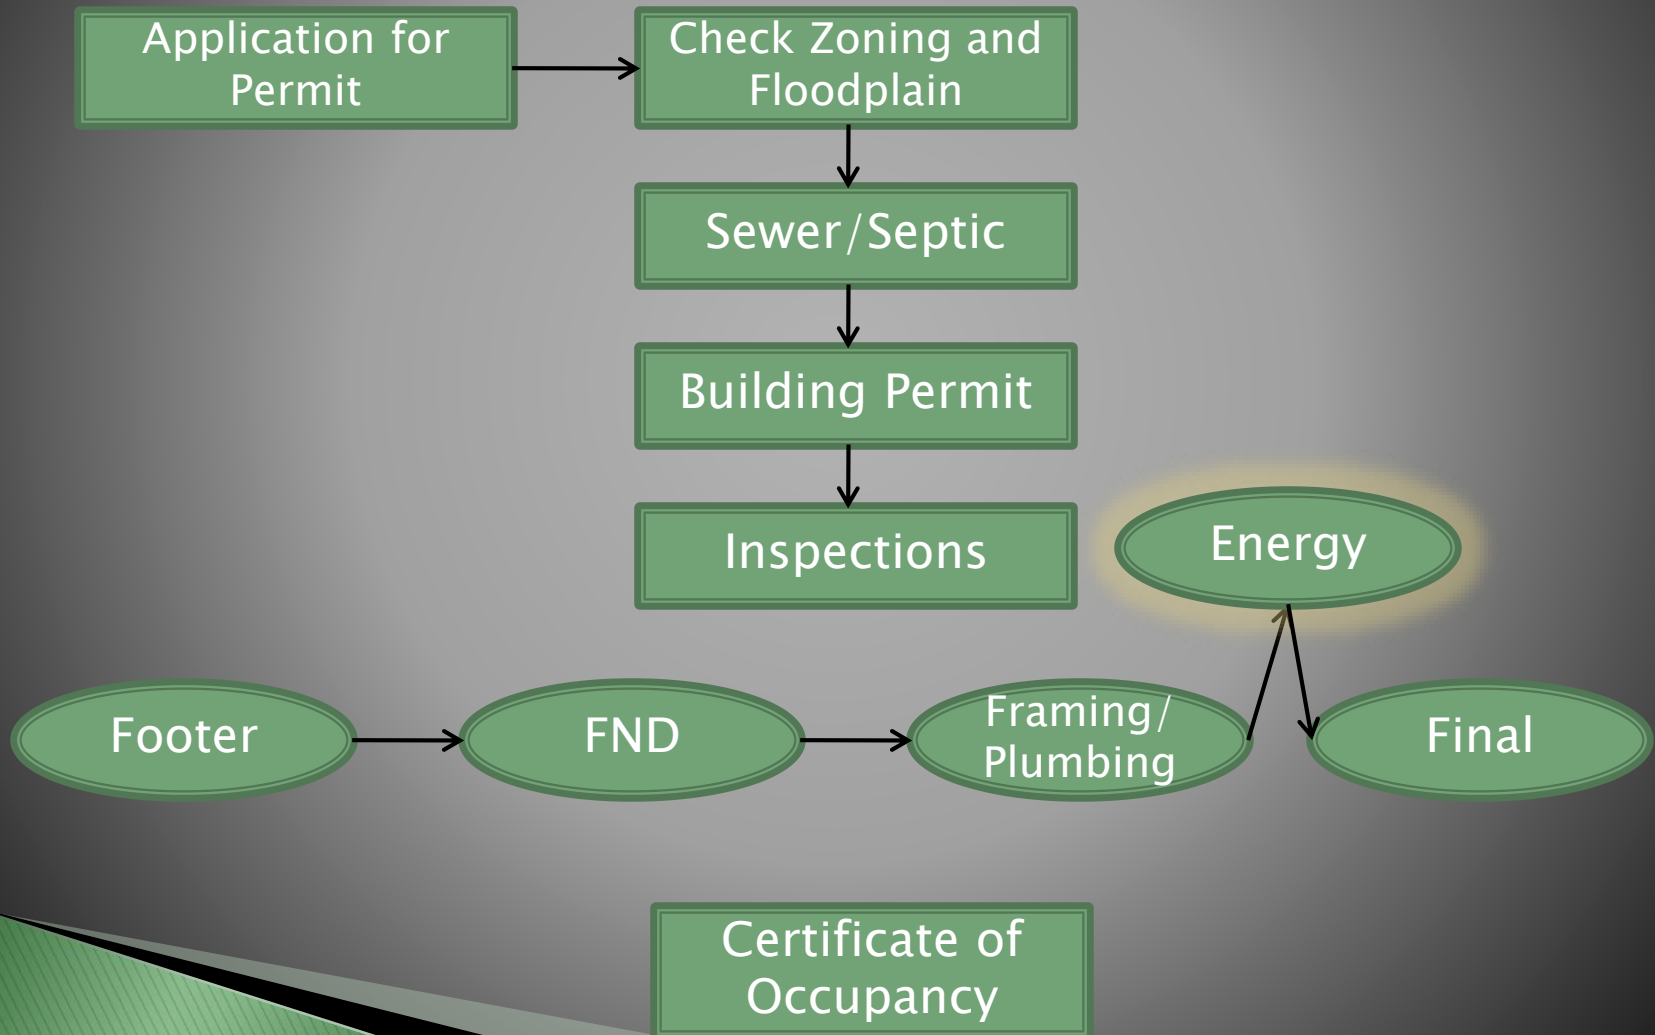 Application for
Permit
Check Zoning and
Floodplain
Sewer/Septic
Building Permit
Inspections
Energy
Footer
FND
Framing/
Plumbing
Final
Certificate of
Occupancy